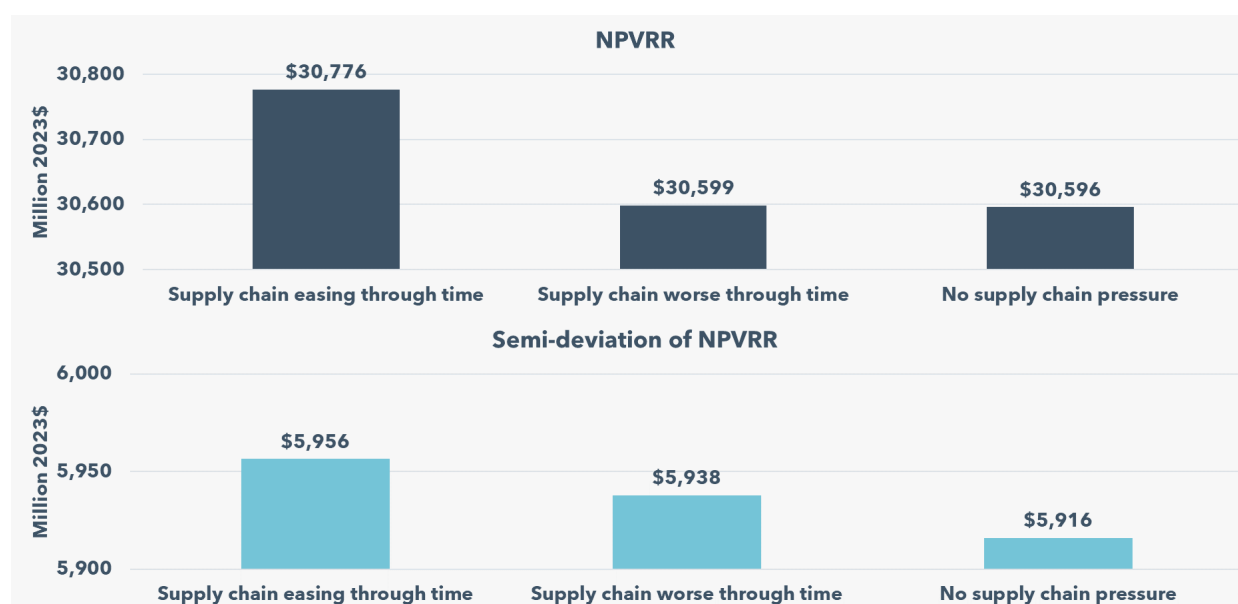 NPVRR
30,800
30,700
30,600
30,500
Million 2023$
$30,776
$30,599
$30,596
Supply chain easing through time
Supply chain worse through time
No supply chain pressure
Semi-deviation of NPVRR
6,000
5,950
5,900
Million 2023$
$5,956
$5,938
$5,916
Supply chain easing through time
Supply chain worse through time
No supply chain pressure